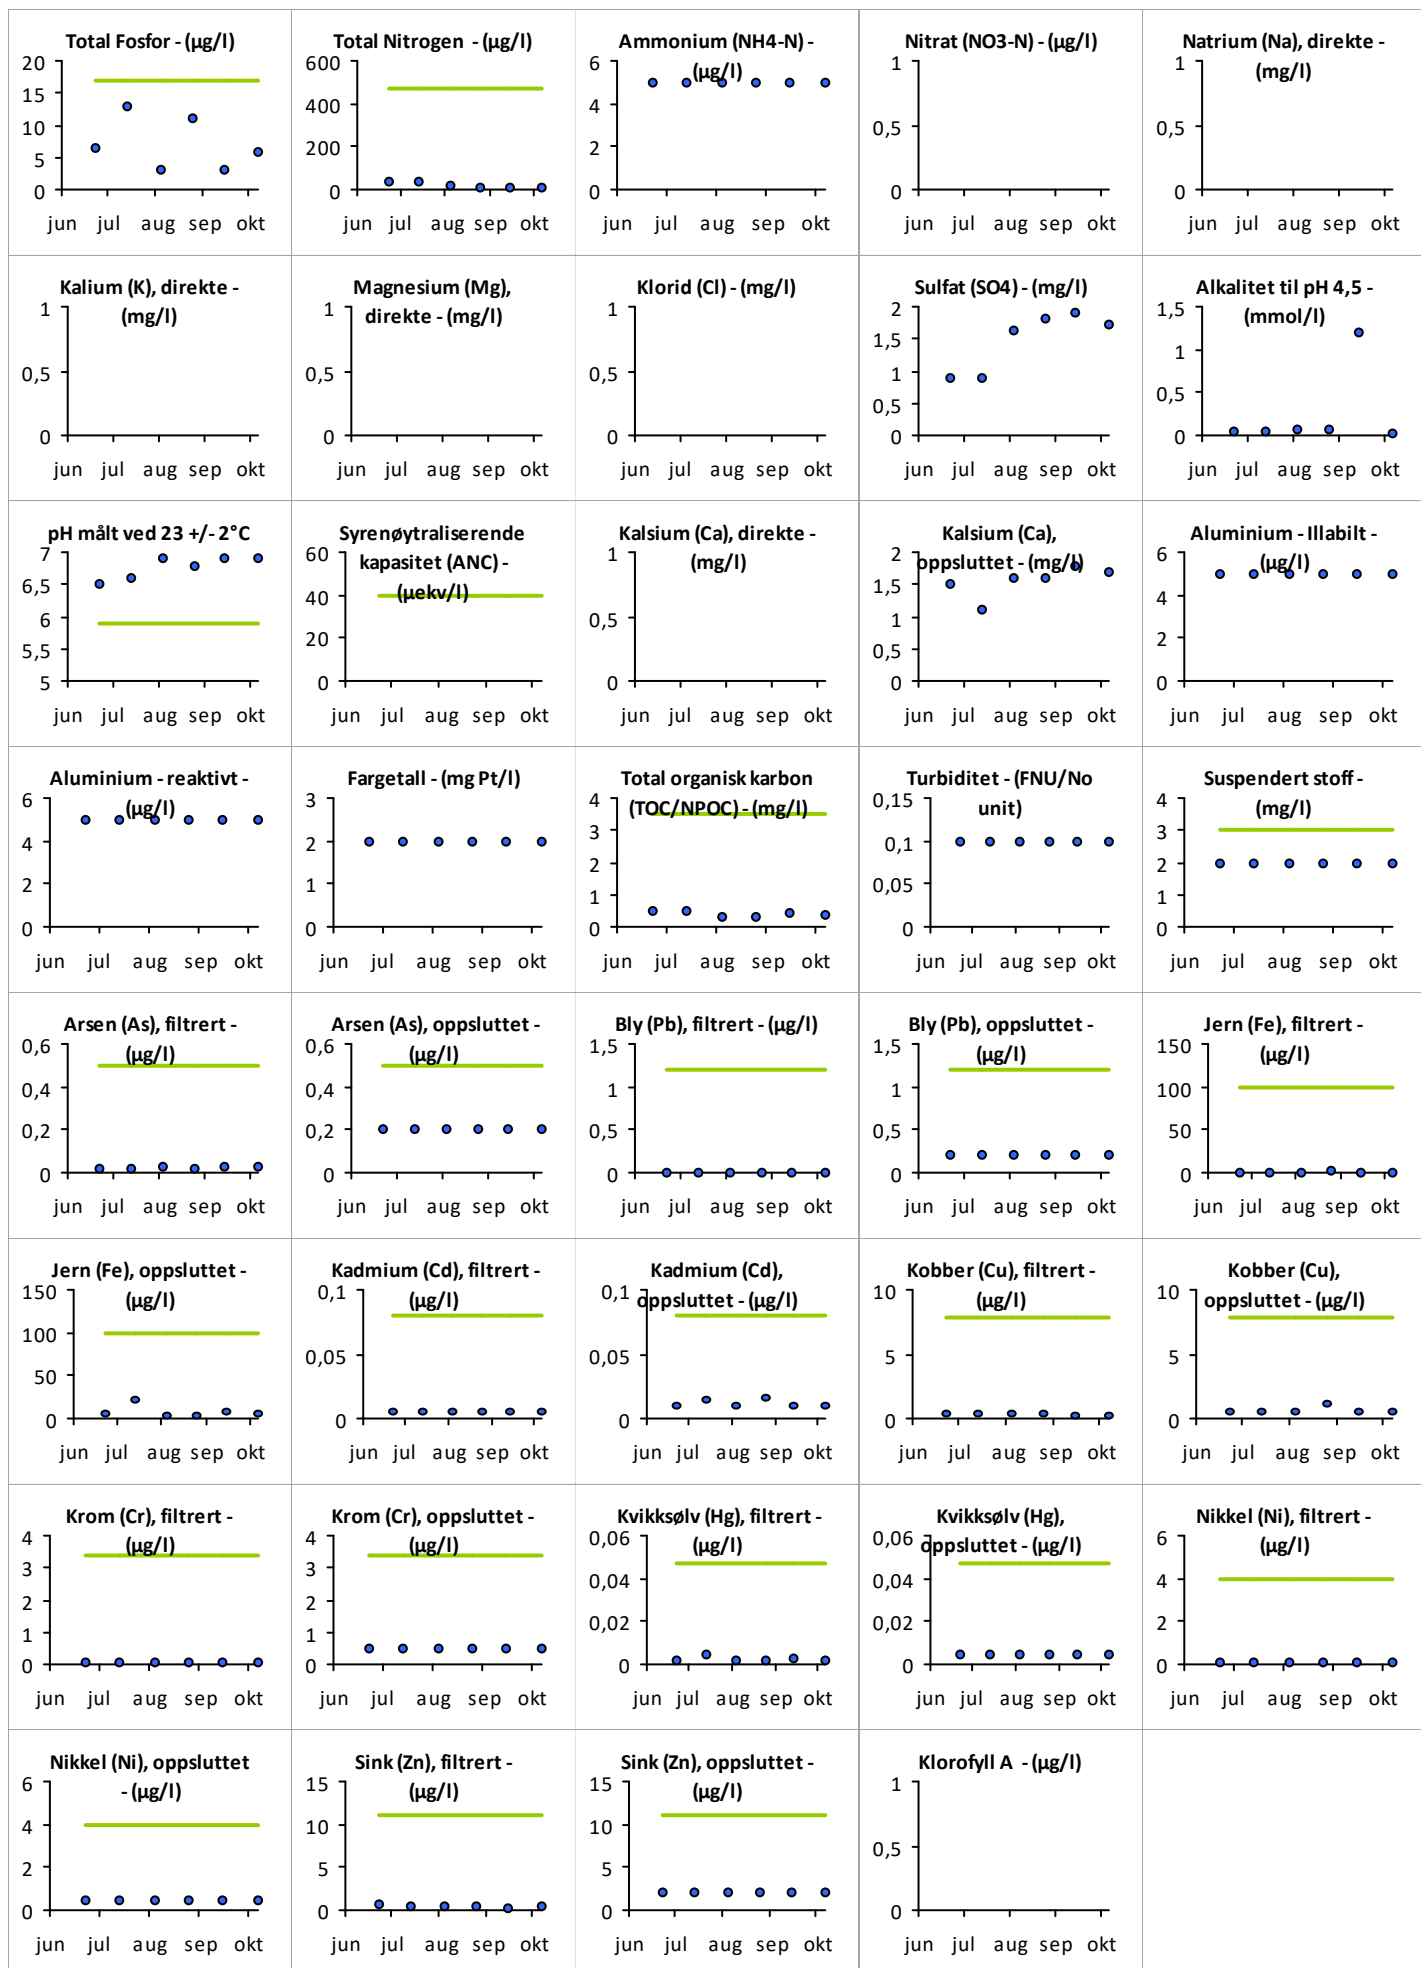 Total Fosfor - (µg/l)
20
15
10
5
0
jun jul aug sep okt
Total Nitrogen - (µg/l)
600
400
200
0
jun jul aug sep okt
Ammonium (NH4-N) -
(µg/l)
6
4
2
0
jun jul aug sep okt
Nitrat (NO3-N) - (µg/l)
1
0,5
0
jun jul aug sep okt
Natrium (Na), direkte -
(mg/l)
1
0,5
0
jun jul aug sep okt
Kalium (K), direkte -
(mg/l)
1
0,5
0
jun jul aug sep okt
Magnesium (Mg),
direkte - (mg/l)
1
0,5
0
jun jul aug sep okt
Klorid (Cl) - (mg/l)
1
0,5
0
jun jul aug sep okt
Sulfat (SO4) - (mg/l)
2
1,5
1
0,5
0
jun jul aug sep okt
Alkalitet til pH 4,5 -
(mmol/l)
1,5
1
0,5
0
jun jul aug sep okt
pH målt ved 23 +/- 2°C
7
6,5
6
5,5
5
jun jul aug sep okt
Syrenøytraliserende
kapasitet (ANC) -
(µekv/l)
60
40
20
0
jun jul aug sep okt
Kalsium (Ca), direkte -
(mg/l)
1
0,5
0
jun jul aug sep okt
Kalsium (Ca),
oppsluttet - (mg/l)
2
1,5
1
0,5
0
jun jul aug sep okt
Aluminium - Illabilt -
(µg/l)
6
4
2
0
jun jul aug sep okt
Aluminium - reaktivt -
(µg/l)
6
4
2
0
jun jul aug sep okt
Fargetall - (mg Pt/l)
3
2
1
0
jun jul aug sep okt
Total organisk karbon
(TOC/NPOC) - (mg/l)
4
3
2
1
0
jun jul aug sep okt
Turbiditet - (FNU/No
unit)
0,15
0,1
0,05
0
jun jul aug sep okt
Suspendert stoff -
(mg/l)
4
3
2
1
0
jun jul aug sep okt
Arsen (As), filtrert -
(µg/l)
0,6
0,4
0,2
0
jun jul aug sep okt
Arsen (As), oppsluttet -
(µg/l)
0,6
0,4
0,2
0
jun jul aug sep okt
Bly (Pb), filtrert - (µg/l)
1,5
1
0,5
0
jun jul aug sep okt
Bly (Pb), oppsluttet -
(µg/l)
1,5
1
0,5
0
jun jul aug sep okt
Jern (Fe), filtrert -
(µg/l)
150
100
50
0
jun jul aug sep okt
Jern (Fe), oppsluttet -
(µg/l)
150
100
50
0
jun jul aug sep okt
Kadmium (Cd), filtrert -
(µg/l)
0,1
0,05
0
jun jul aug sep okt
Kadmium (Cd),
oppsluttet - (µg/l)
0,1
0,05
0
jun jul aug sep okt
Kobber (Cu), filtrert -
(µg/l)
10
5
0
jun jul aug sep okt
Kobber (Cu),
oppsluttet - (µg/l)
10
5
0
jun jul aug sep okt
Krom (Cr), filtrert -
(µg/l)
4
3
2
1
0
jun jul aug sep okt
Krom (Cr), oppsluttet -
(µg/l)
4
3
2
1
0
jun jul aug sep okt
Kvikksølv (Hg), filtrert -
(µg/l)
0,06
0,04
0,02
0
jun jul aug sep okt
Kvikksølv (Hg),
oppsluttet - (µg/l)
0,06
0,04
0,02
0
jun jul aug sep okt
Nikkel (Ni), filtrert -
(µg/l)
6
4
2
0
jun jul aug sep okt
Nikkel (Ni), oppsluttet
- (µg/l)
6
4
2
0
jun jul aug sep okt
Sink (Zn), filtrert -
(µg/l)
15
10
5
0
jun jul aug sep okt
Sink (Zn), oppsluttet -
(µg/l)
15
10
5
0
jun jul aug sep okt
Klorofyll A - (µg/l)
1
0,5
0
jun jul aug sep okt